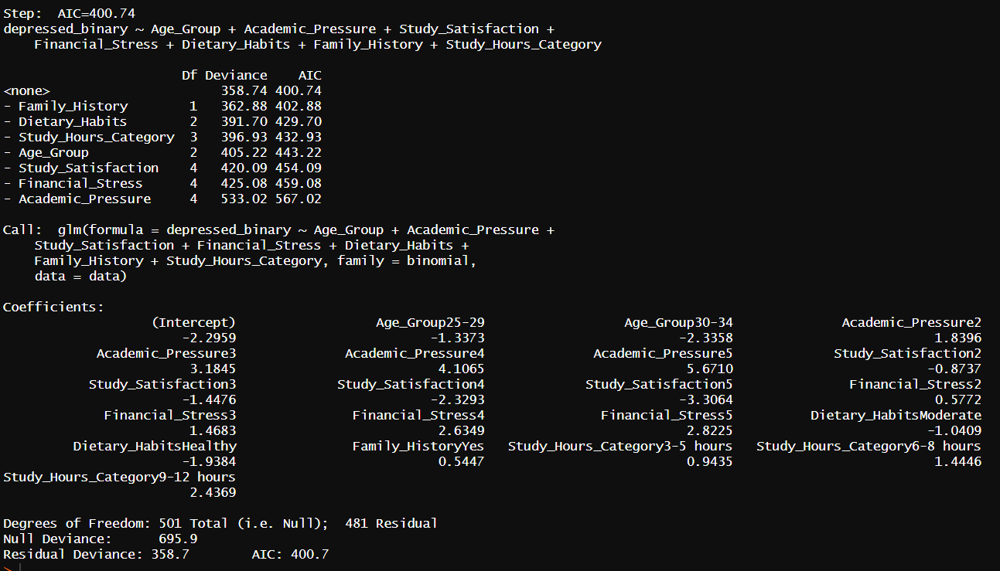 Step:  AIC=400.74
depressed_binary ~ Age_Group + Academic_Pressure + Study_Satisfaction +
    Financial_Stress + Dietary_Habits + Family_History + Study_Hours_Category
                       Df Deviance    AIC
<none>                      358.74 400.74
- Family_History        1   362.88 402.88
- Dietary_Habits        2   391.70 429.70
- Study_Hours_Category  3   396.93 432.93
- Age_Group             2   405.22 443.22
- Study_Satisfaction    4   420.09 454.09
- Financial_Stress      4   425.08 459.08
- Academic_Pressure     4   533.02 567.02
Call:  glm(formula = depressed_binary ~ Age_Group + Academic_Pressure +
    Study_Satisfaction + Financial_Stress + Dietary_Habits +
    Family_History + Study_Hours_Category, family = binomial,
    data = data)
Coefficients:
                   (Intercept)                  Age_Group25-29                  Age_Group30-34              Academic_Pressure2
                       -2.2959                         -1.3373                         -2.3358                          1.8396
            Academic_Pressure3              Academic_Pressure4              Academic_Pressure5             Study_Satisfaction2
                        3.1845                          4.1065                          5.6710                         -0.8737
           Study_Satisfaction3             Study_Satisfaction4             Study_Satisfaction5               Financial_Stress2
                       -1.4476                         -2.3293                         -3.3064                          0.5772
             Financial_Stress3               Financial_Stress4               Financial_Stress5          Dietary_HabitsModerate
                        1.4683                          2.6349                          2.8225                         -1.0409
         Dietary_HabitsHealthy               Family_HistoryYes   Study_Hours_Category3-5 hours   Study_Hours_Category6-8 hours
                       -1.9384                          0.5447                          0.9435                          1.4446
Study_Hours_Category9-12 hours
                        2.4369
Degrees of Freedom: 501 Total (i.e. Null);  481 Residual
Null Deviance:      695.9
Residual Deviance: 358.7        AIC: 400.7
>